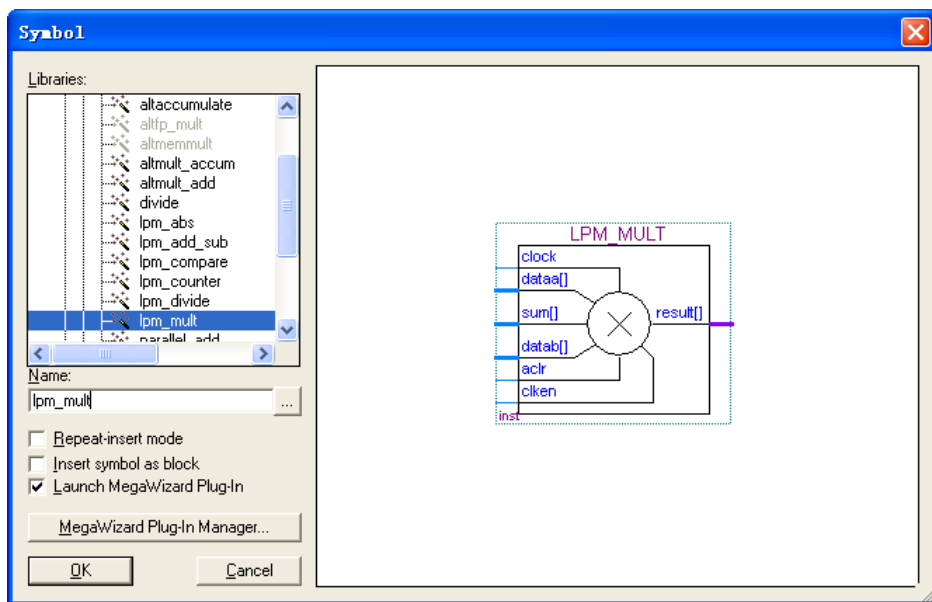 Symbol
Libraries:
altaccumulate
altfp_mult
altmemmult
altmult_accum
altmult_add
divide
lpm_abs
lpm_add_sub
lpm_compare
lpm_counter
lpm_divide
lpm_mult
parallel_add
Name:
lpm_mult
...
Repeat-insert mode
Insert symbol as block
Launch MegaWizard Plug-In
MegaWizard Plug-In Manager...
OK
Cancel
LPM_MULT
clock
dataa[]
sum[]
result[]
datab[]
aclr
clken
inst